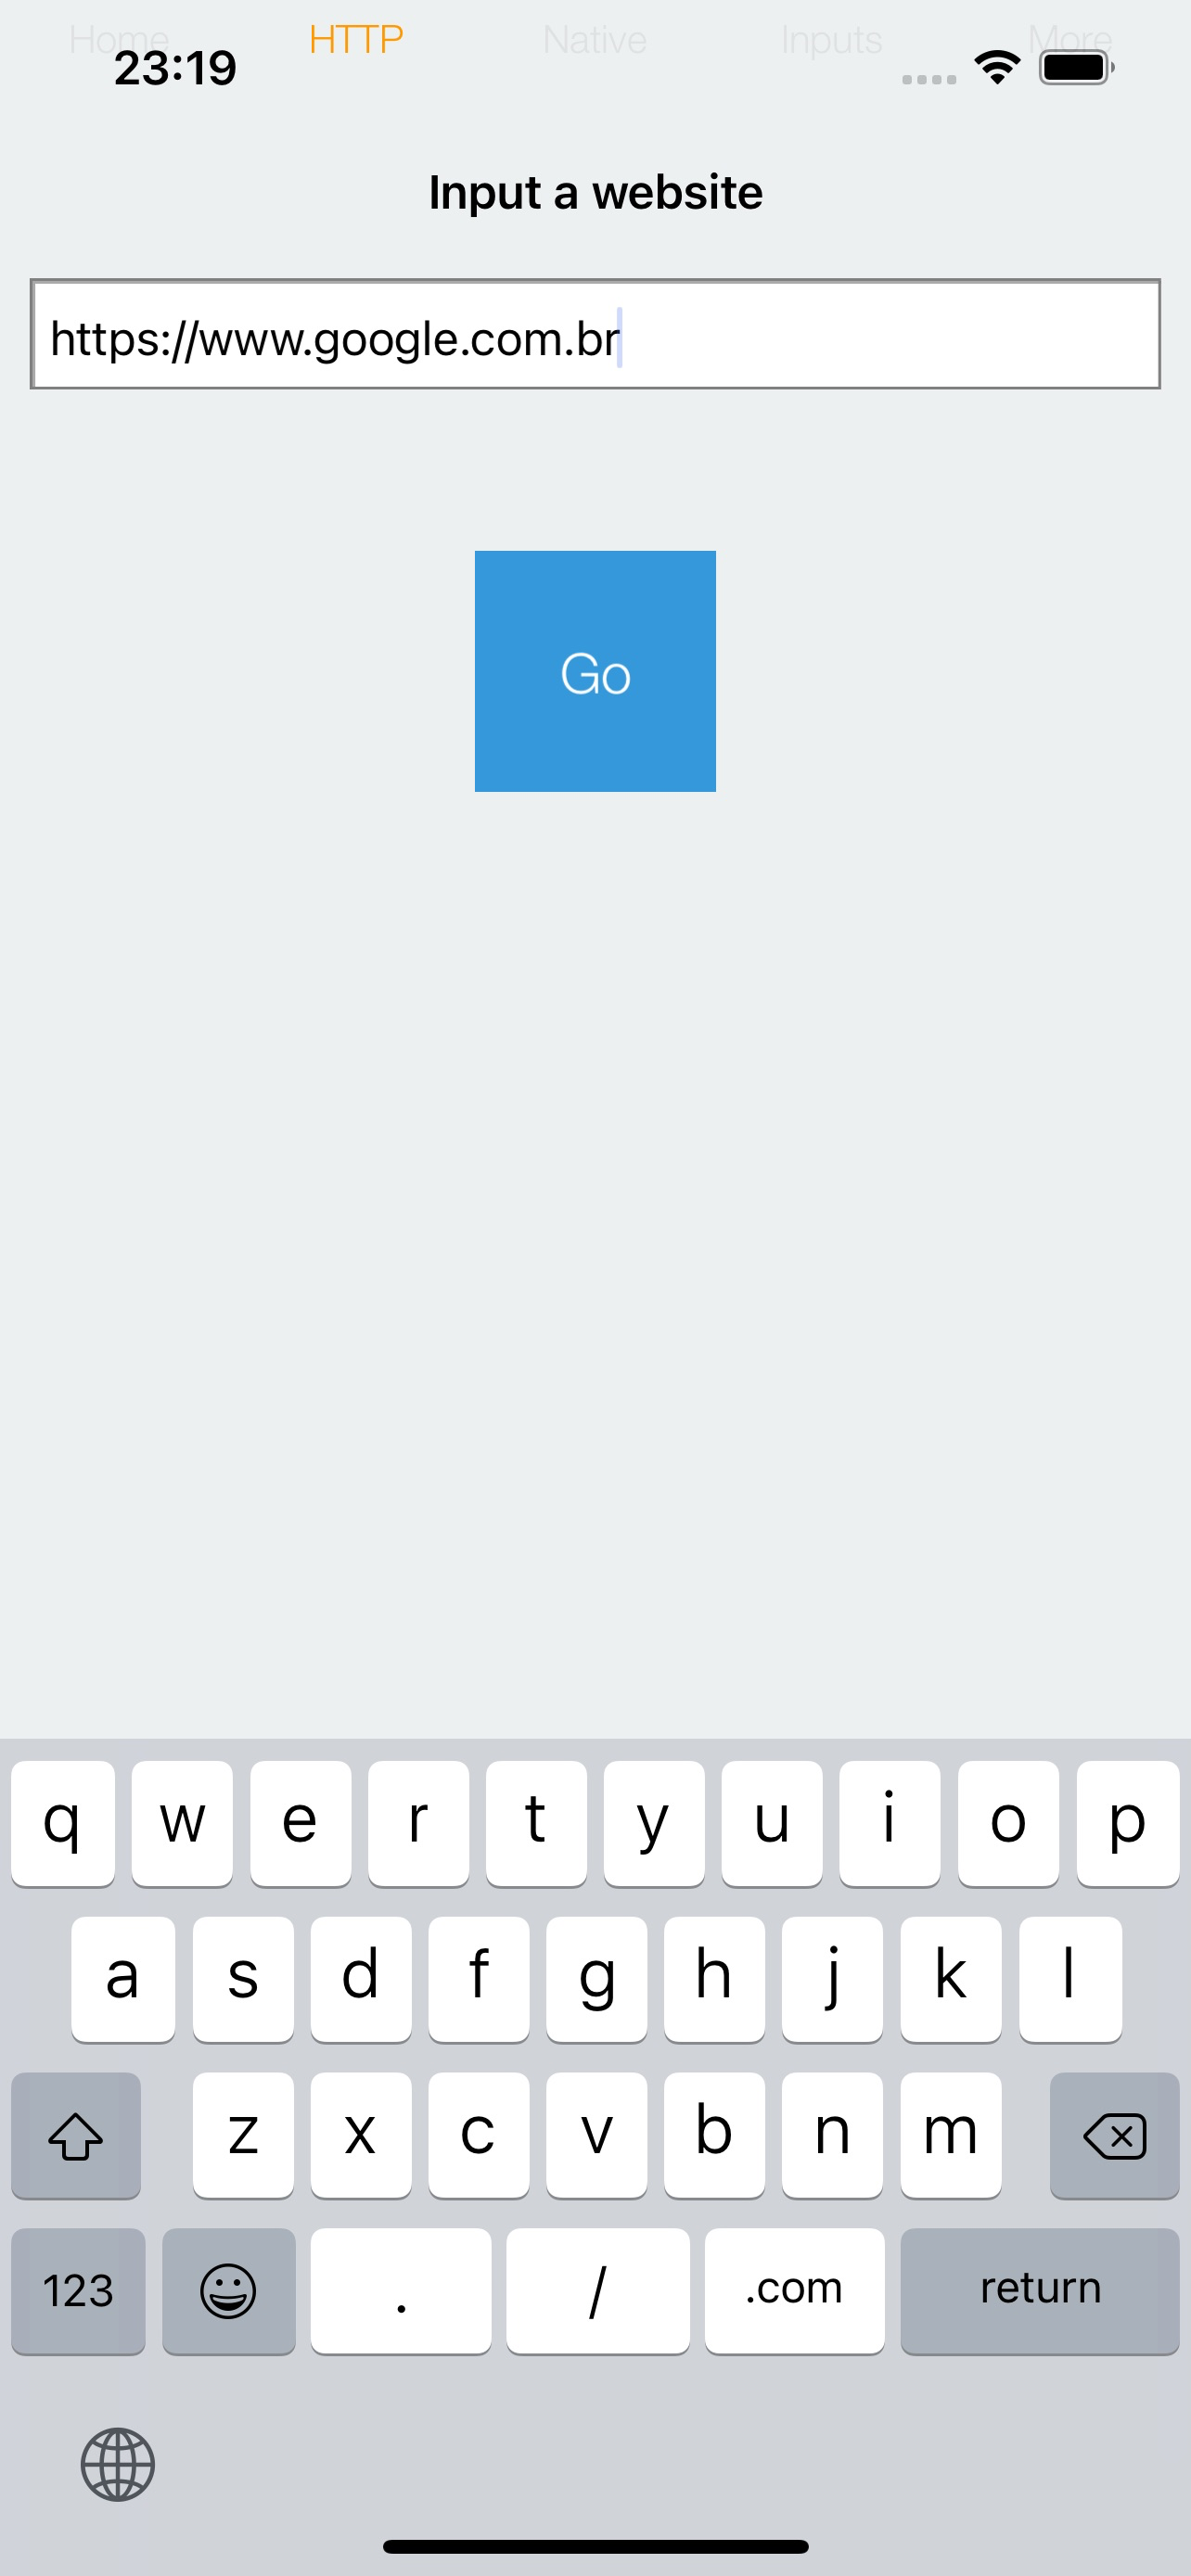 Home HTTP Native Inputs More
23:19
Input a website
https://www.google.com.br
Go
q w e r t y u i o p
a s d f g h j k l
z x c v b n m
123 . / .com return